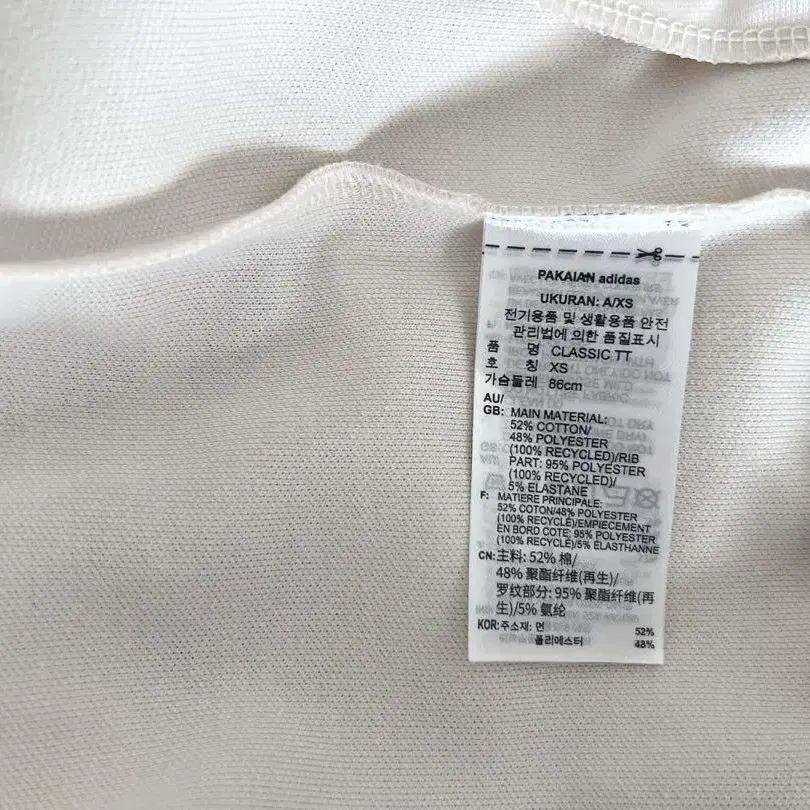 PAKAIAN adidas
UKURAN: A/XS
전기용품 및 생활용품 안전
관리법에 의한 품질표시
품 명 CLASSIC TT
호 칭 XS
가슴둘레 86cm
AU/
GB: MAIN MATERIAL:
52% COTTON/
48% POLYESTER
(100% RECYCLED)/RIB
PART: 95% POLYESTER
(100% RECYCLED)/
5% ELASTANE
F: MATIERE PRINCIPALE:
52% COTON/48% POLYESTER
(100% RECYCLÉ)/EMPIECEMENT
EN BORD COTE: 95% POLYESTER
(100% RECYCLÉ)/5% ÉLASTHANNE
CN: 主料: 52% 棉/
48% 聚酯纤维(再生)/
罗纹部分: 95% 聚酯纤维(再
生)/5% 氨纶
KOR: 주소재: 면 52%
폴리에스터 48%